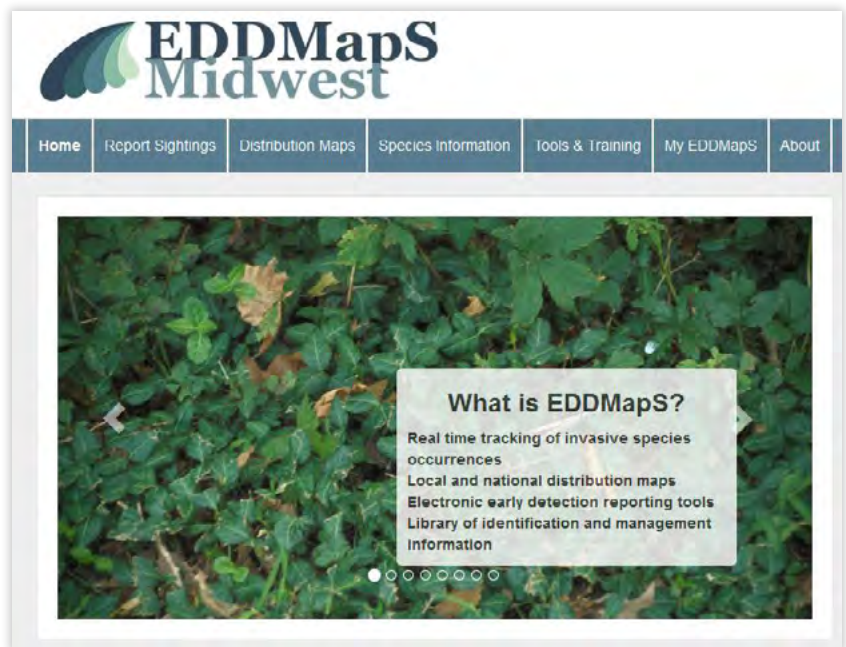 EDDMapS
Midwest
Home Report Sightings Distribution Maps Species Information Tools & Training My EDDMapS About
What is EDDMapS?
Real time tracking of invasive species
occurrences
Local and national distribution maps
Electronic early detection reporting tools
Library of identification and management
information